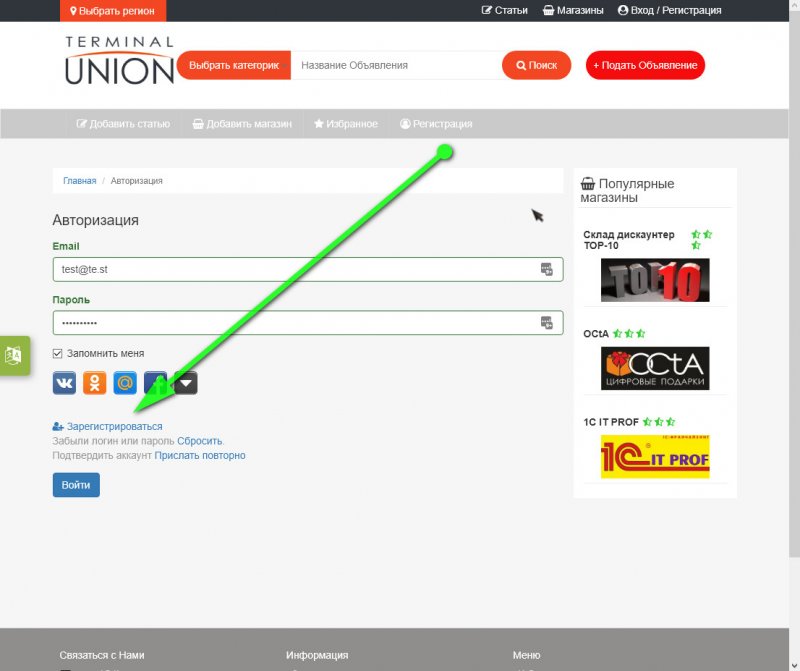 Выбрать регион
Статьи
Магазины
Вход / Регистрация
TERMINAL
UNION
Выбрать категорию
Название Объявления
Поиск
+ Подать Объявление
Добавить статью
Добавить магазин
Избранное
Регистрация
Главная / Авторизация
Авторизация
Email
test@te.st
Пароль
Запомнить меня
Зарегистрироваться
Забыли логин или пароль Сбросить.
Подтвердить аккаунт Прислать повторно
Войти
Популярные
магазины
Склад дискаунтер
TOP-10
TOP10
OCtA
OCtA
ЦИФРОВЫЕ ПОДАРКИ
1C IT PROF
1С:ФРАНЧАЙЗИНГ
1С IT PROF
Связаться с Нами
Информация
Меню